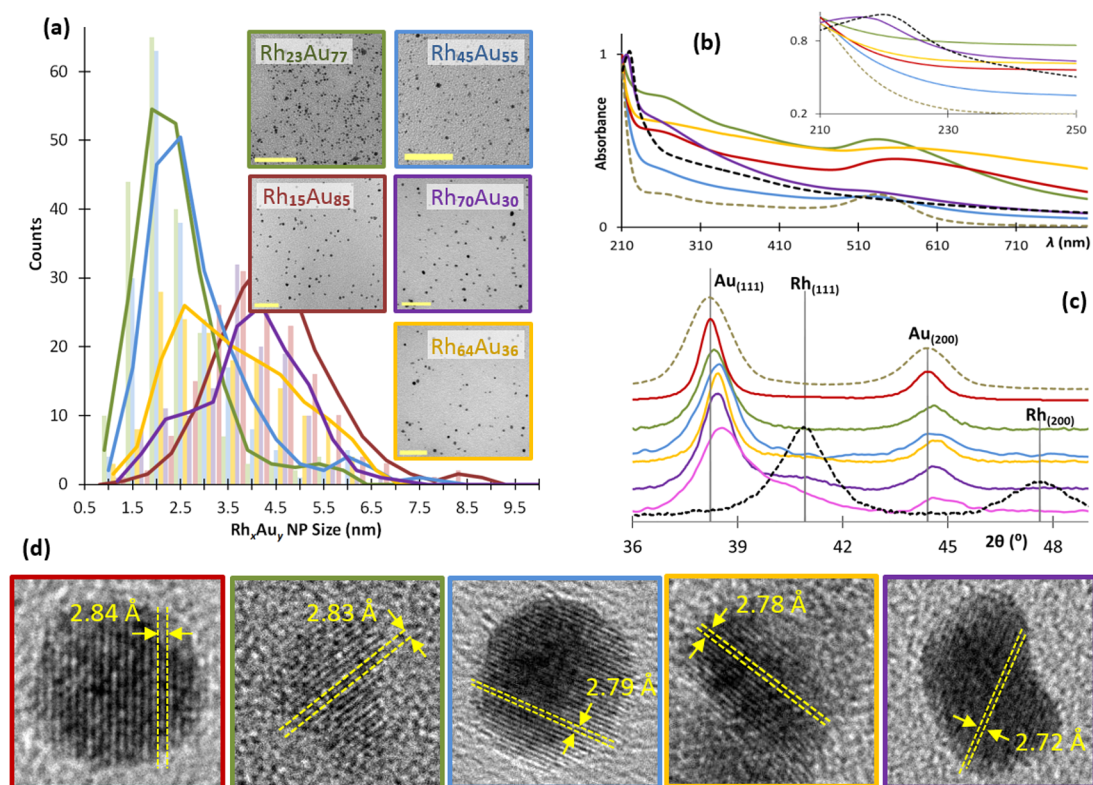 (a)
Counts
60
50
40
30
20
10
0
0.5 1.5 2.5 3.5 4.5 5.5 6.5 7.5 8.5 9.5
RhxAuy NP Size (nm)
Rh23Au77
Rh45Au55
Rh15Au85
Rh70Au30
Rh64Au36
(b)
Absorbance
1
0
210 310 410 510 610 710 λ (nm)
0.8
0.2
210 230 250
(c)
Au(111)
Rh(111)
Au(200)
Rh(200)
36 39 42 45 2θ (°) 48
(d)
2.84 Å
2.83 Å
2.79 Å
2.78 Å
2.72 Å